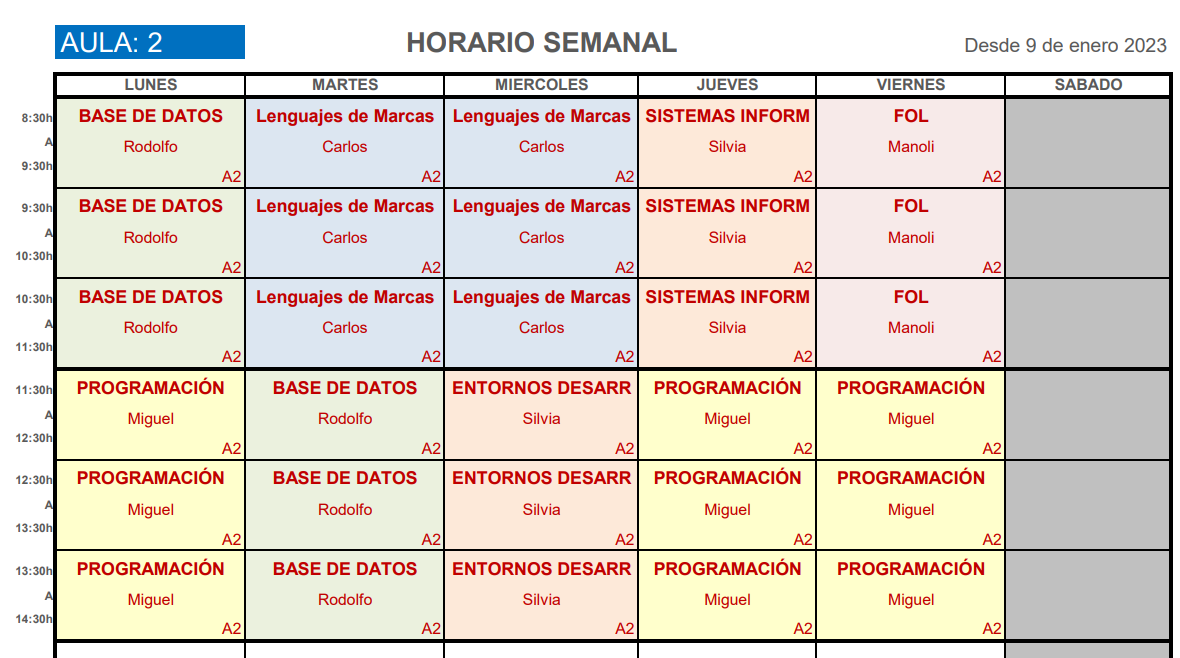 AULA: 2 HORARIO SEMANAL Desde 9 de enero 2023
LUNES MARTES MIERCOLES JUEVES VIERNES SABADO
8:30h BASE DE DATOS Lenguajes de Marcas Lenguajes de Marcas SISTEMAS INFORM FOL
A Rodolfo Carlos Carlos Silvia Manoli
9:30h A2 A2 A2 A2 A2
9:30h BASE DE DATOS Lenguajes de Marcas Lenguajes de Marcas SISTEMAS INFORM FOL
A Rodolfo Carlos Carlos Silvia Manoli
10:30h A2 A2 A2 A2 A2
10:30h BASE DE DATOS Lenguajes de Marcas Lenguajes de Marcas SISTEMAS INFORM FOL
A Rodolfo Carlos Carlos Silvia Manoli
11:30h A2 A2 A2 A2 A2
11:30h PROGRAMACIÓN BASE DE DATOS ENTORNOS DESARR PROGRAMACIÓN PROGRAMACIÓN
A Miguel Rodolfo Silvia Miguel Miguel
12:30h A2 A2 A2 A2 A2
12:30h PROGRAMACIÓN BASE DE DATOS ENTORNOS DESARR PROGRAMACIÓN PROGRAMACIÓN
A Miguel Rodolfo Silvia Miguel Miguel
13:30h A2 A2 A2 A2 A2
13:30h PROGRAMACIÓN BASE DE DATOS ENTORNOS DESARR PROGRAMACIÓN PROGRAMACIÓN
A Miguel Rodolfo Silvia Miguel Miguel
14:30h A2 A2 A2 A2 A2